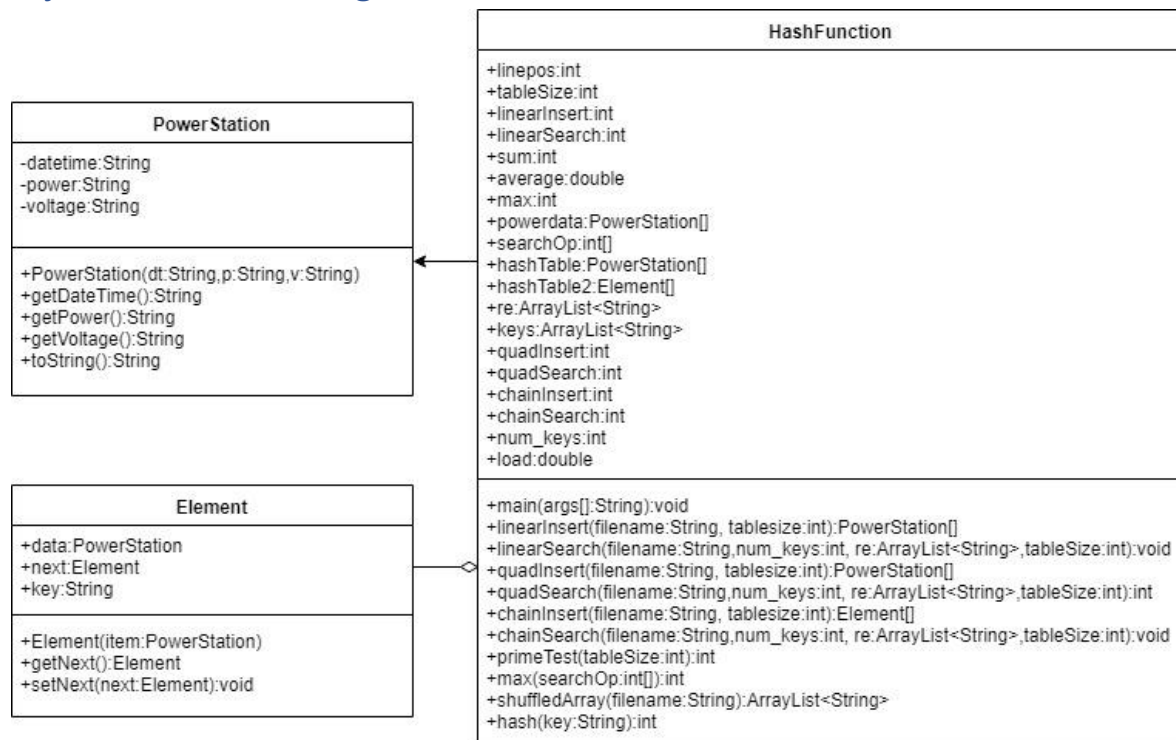 PowerStation
-datetime:String
-power:String
-voltage:String
+PowerStation(dt:String,p:String,v:String)
+getDateTime():String
+getPower():String
+getVoltage():String
+toString():String
Element
+data:PowerStation
+next:Element
+key:String
+Element(item:PowerStation)
+getNext():Element
+setNext(next:Element):void
HashFunction
+linepos:int
+tableSize:int
+linearInsert:int
+linearSearch:int
+sum:int
+average:double
+max:int
+powerdata:PowerStation[]
+searchOp:int[]
+hashTable:PowerStation[]
+hashTable2:Element[]
+re:ArrayList<String>
+keys:ArrayList<String>
+quadInsert:int
+quadSearch:int
+chainInsert:int
+chainSearch:int
+num_keys:int
+load:double
+main(args[]:String):void
+linearInsert(filename:String, tablesize:int):PowerStation[]
+linearSearch(filename:String,num_keys:int, re:ArrayList<String>,tableSize:int):void
+quadInsert(filename:String, tablesize:int):PowerStation[]
+quadSearch(filename:String,num_keys:int, re:ArrayList<String>,tableSize:int):int
+chainInsert(filename:String, tablesize:int):Element[]
+chainSearch(filename:String,num_keys:int, re:ArrayList<String>,tableSize:int):void
+primeTest(tableSize:int):int
+max(searchOp:int[]):int
+shuffledArray(filename:String):ArrayList<String>
+hash(key:String):int